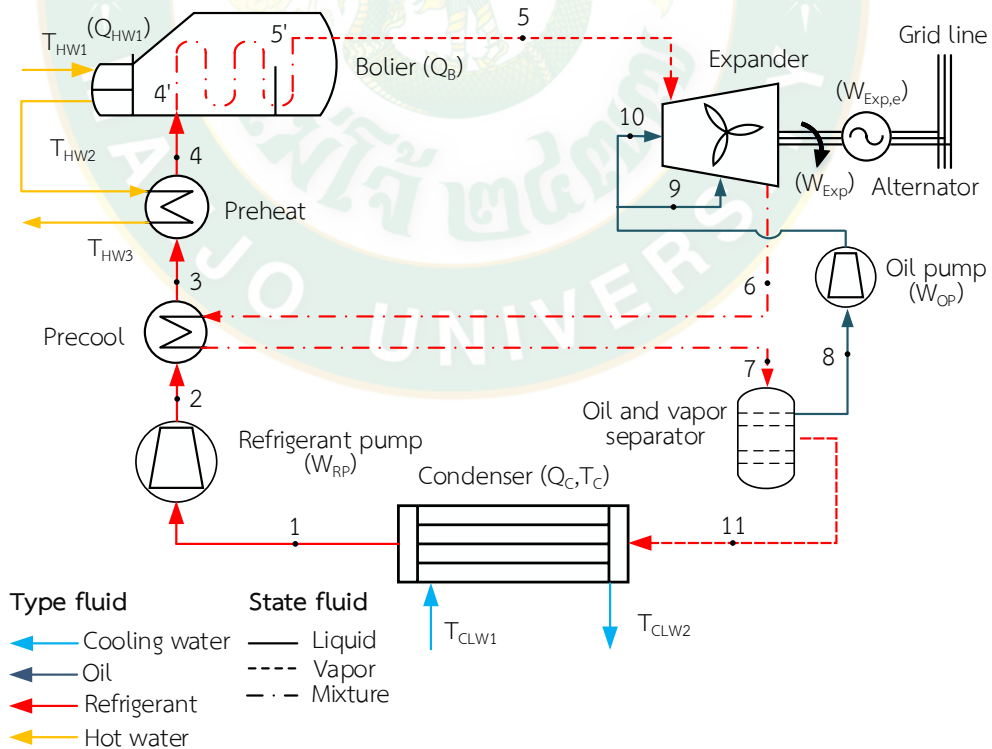 5
T_HW1
(Q_HW1)
5'
Bolier (Q_B)
4'
Expander
Grid line
(W_Exp,e)
10
T_HW2
4
9
(W_Exp)
Alternator
Preheat
T_HW3
3
6
Oil pump
(W_OP)
Precool
7
8
2
Oil and vapor
separator
Refrigerant pump
(W_RP)
Condenser (Q_C,T_C)
1
11
T_CLW1
T_CLW2
Type fluid
Cooling water
Oil
Refrigerant
Hot water
State fluid
Liquid
Vapor
Mixture
UNIVERSITY